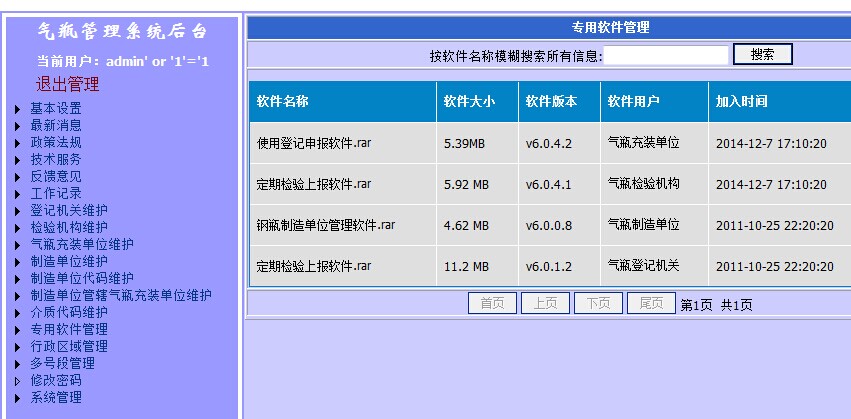 气瓶管理系统后台
当前用户：admin' or '1'='1
退出管理
基本设置
最新消息
政策法规
技术服务
反馈意见
工作记录
登记机关维护
检验机构维护
气瓶充装单位维护
制造单位维护
制造单位代码维护
制造单位管辖气瓶充装单位维护
介质代码维护
专用软件管理
行政区域管理
多号段管理
修改密码
系统管理
专用软件管理
按软件名称模糊搜索所有信息: 搜索
软件名称 软件大小 软件版本 软件用户 加入时间
使用登记申报软件.rar 5.39MB v6.0.4.2 气瓶充装单位 2014-12-7 17:10:20
定期检验上报软件.rar 5.92 MB v6.0.4.1 气瓶检验机构 2014-12-7 17:10:20
钢瓶制造单位管理软件.rar 4.62 MB v6.0.0.8 气瓶制造单位 2011-10-25 22:20:20
定期检验上报软件.rar 11.2 MB v6.0.1.2 气瓶登记机关 2011-10-25 22:20:20
首页 上页 下页 尾页 第1页 共1页